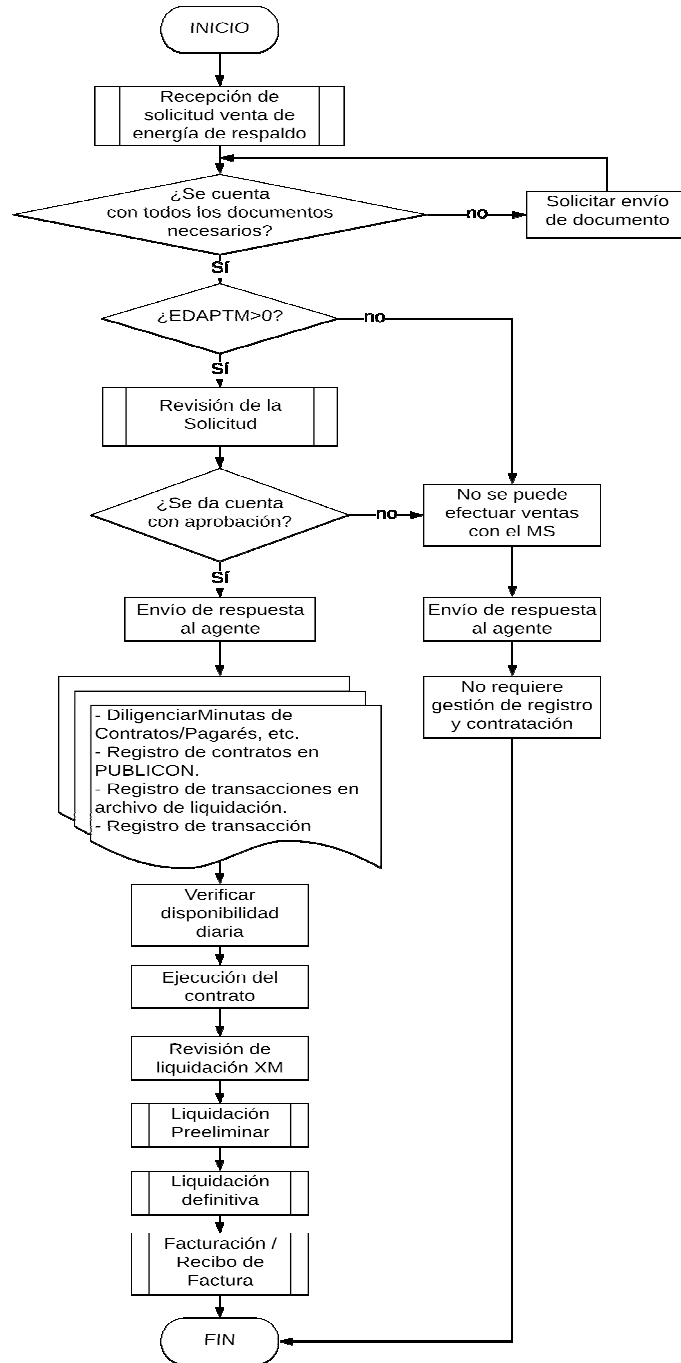 INICIO
Recepción de
solicitud venta de
energía de respaldo
¿Se cuenta
con todos los documentos
necesarios?
no
Solicitar envío
de documento
Sí
¿EDAPTM>0?
no
Sí
Revisión de la
Solicitud
¿Se da cuenta
con aprobación?
no
No se puede
efectuar ventas
con el MS
Sí
Envío de respuesta
al agente
Envío de respuesta
al agente
No requiere
gestión de registro
y contratación
- DiligenciarMinutas de
Contratos/Pagarés, etc.
- Registro de contratos en
PUBLICON.
- Registro de transacciones en
archivo de liquidación.
- Registro de transacción
Verificar
disponibilidad
diaria
Ejecución del
contrato
Revisión de
liquidación XM
Liquidación
Preeliminar
Liquidación
definitiva
Facturación /
Recibo de
Factura
FIN